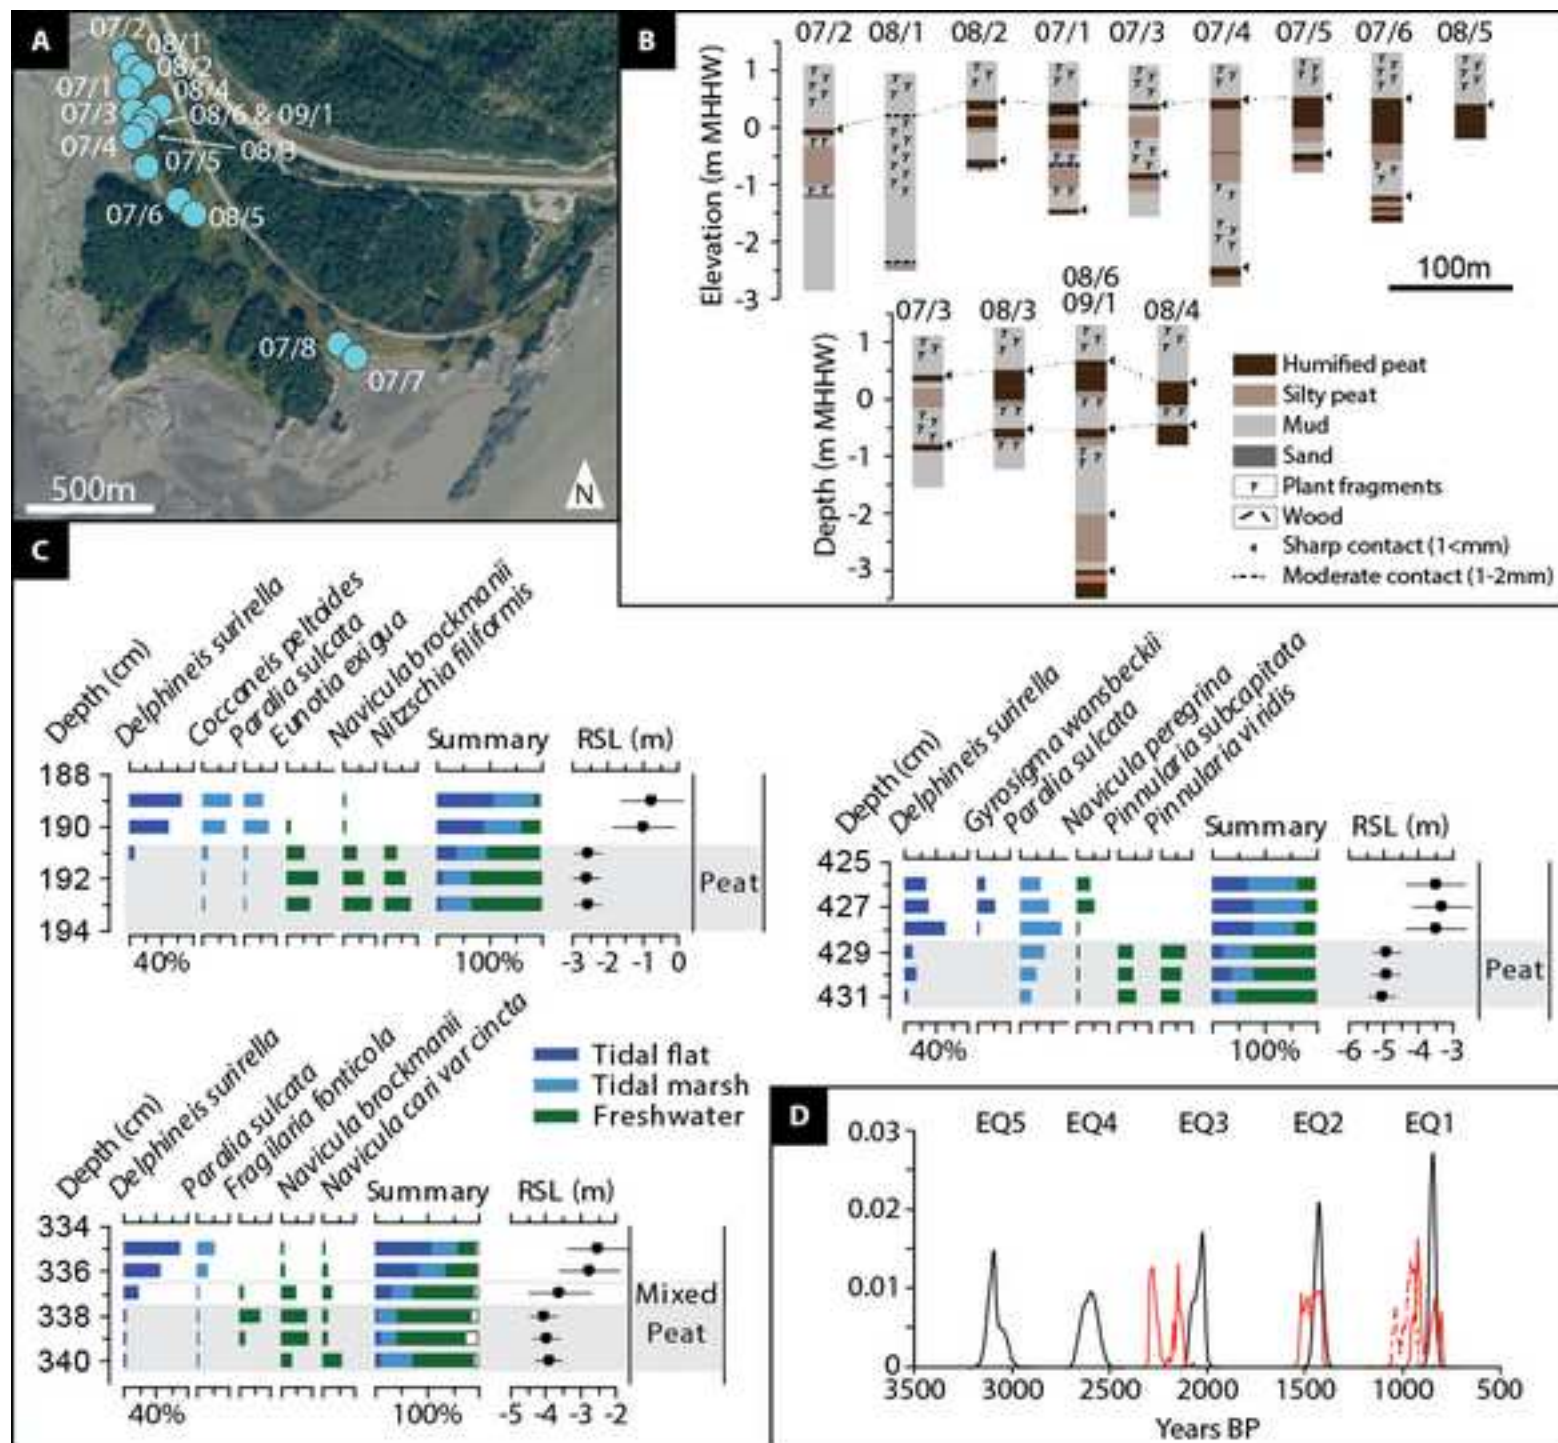 A
07/2
08/1
08/2
07/1
08/4
07/3
08/6 & 09/1
07/4
08/3
07/5
07/6
08/5
07/8
07/7
500m
N
B
07/2 08/1 08/2 07/1 07/3 07/4 07/5 07/6 08/5
Elevation (m MHHW)
1
0
-1
-2
-3
100m
08/6
07/3 08/3 09/1 08/4
Depth (m MHHW)
1
0
-1
-2
-3
Humified peat
Silty peat
Mud
Sand
Plant fragments
Wood
Sharp contact (1<mm)
Moderate contact (1-2mm)
C
Depth (cm)
Delphineis surirella
Cocconeis peltoides
Paralia sulcata
Eunotia exigua
Navicula brockmanii
Nitzschia filiformis
Summary RSL (m)
188
190
192
194
Peat
40% 100% -3 -2 -1 0
Depth (cm)
Delphineis surirella
Gyrosigma wansbeckii
Paralia sulcata
Navicula peregrina
Pinnularia subcapitata
Pinnularia viridis
Summary RSL (m)
425
427
429
431
Peat
40% 100% -6 -5 -4 -3
Depth (cm)
Delphineis surirella
Paralia sulcata
Fragilaria fonticola
Navicula brockmanii
Navicula cari var cincta
Summary RSL (m)
334
336
338
340
Mixed
Peat
40% 100% -5 -4 -3 -2
Tidal flat
Tidal marsh
Freshwater
D
EQ5 EQ4 EQ3 EQ2 EQ1
0.03
0.02
0.01
0
3500 3000 2500 2000 1500 1000 500
Years BP